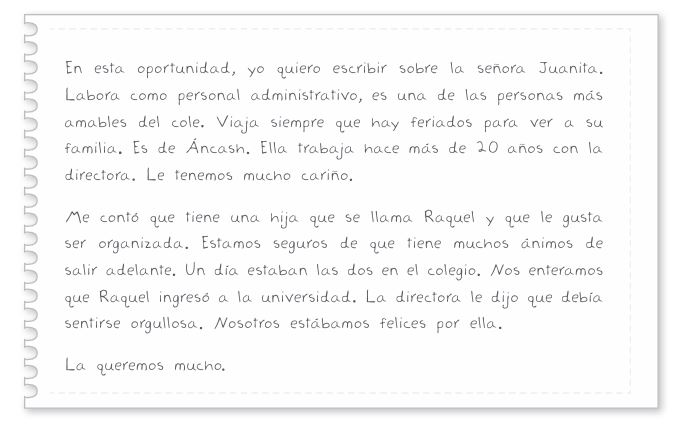 En esta oportunidad, yo quiero escribir sobre la señora Juanita.
Labora como personal administrativo, es una de las personas más
amables del cole. Viaja siempre que hay feriados para ver a su
familia. Es de Áncash. Ella trabaja hace más de 20 años con la
directora. Le tenemos mucho cariño.
Me contó que tiene una hija que se llama Raquel y que le gusta
ser organizada. Estamos seguros de que tiene muchos ánimos de
salir adelante. Un día estaban las dos en el colegio. Nos enteramos
que Raquel ingresó a la universidad. La directora le dijo que debía
sentirse orgullosa. Nosotros estábamos felices por ella.
La queremos mucho.